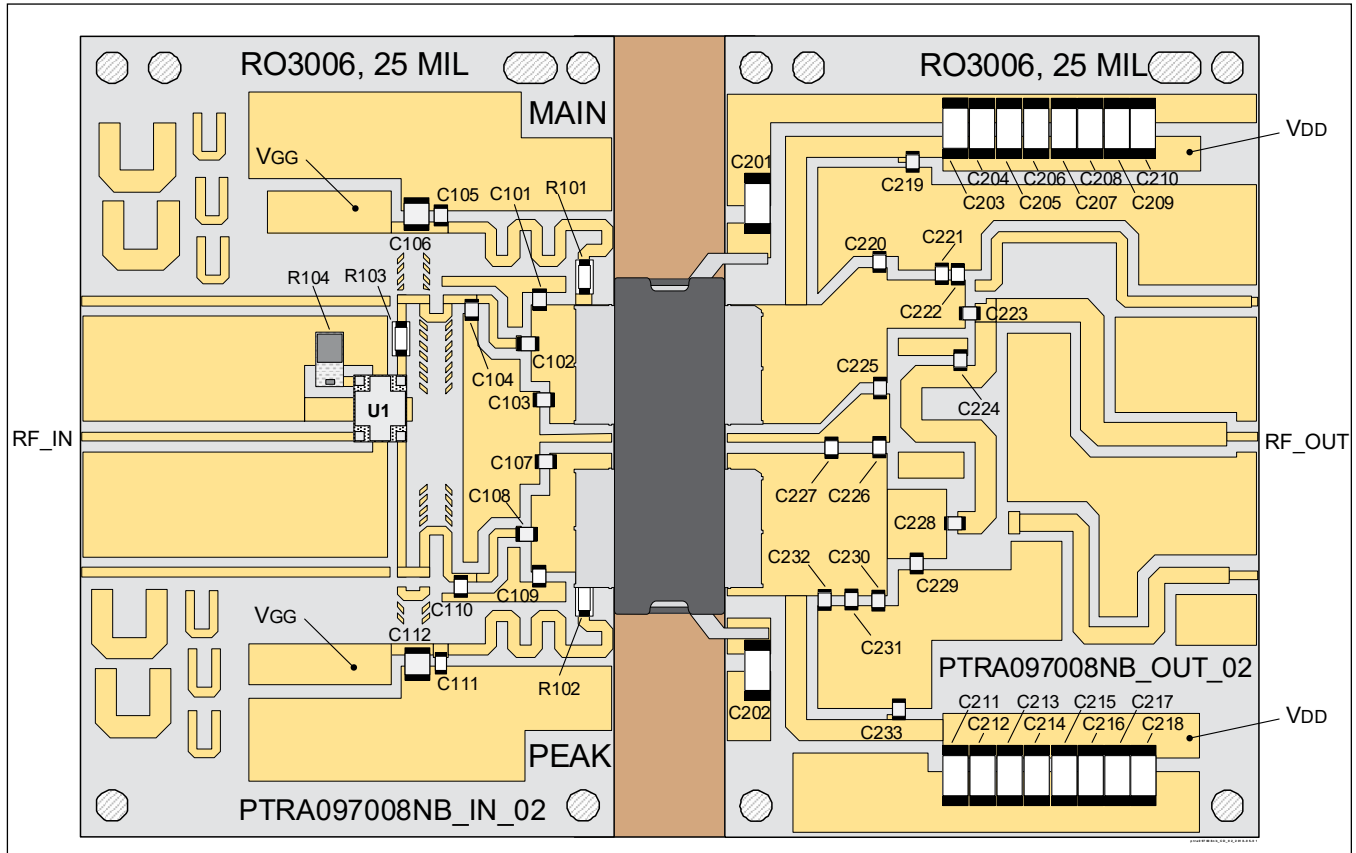 RO3006, 25 MIL
RO3006, 25 MIL
MAIN
VGG
VDD
C105
C101
R101
C201
C219
C204
C206
C208
C210
C203
C205
C207
C209
C106
R103
R104
C220
C221
C222
C223
C102
C104
C103
C225
C224
U1
RF_IN
RF_OUT
C107
C108
C227
C226
C228
C232
C230
C229
C110
C109
C231
VGG
C112
C111
R102
C202
PTRA097008NB_OUT_02
C211
C213
C215
C217
C212
C214
C216
C218
C233
VDD
PEAK
PTRA097008NB_IN_02